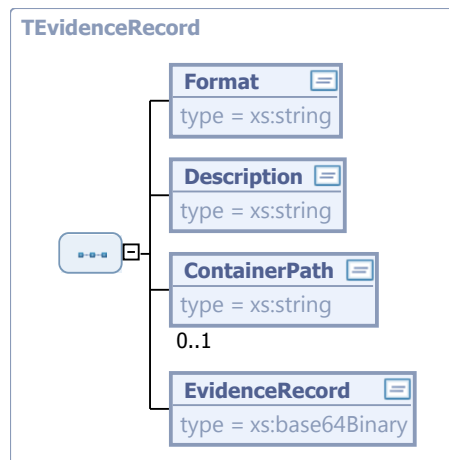 TEvidenceRecord
Format
type = xs:string
Description
type = xs:string
ContainerPath
type = xs:string
0..1
EvidenceRecord
type = xs:base64Binary